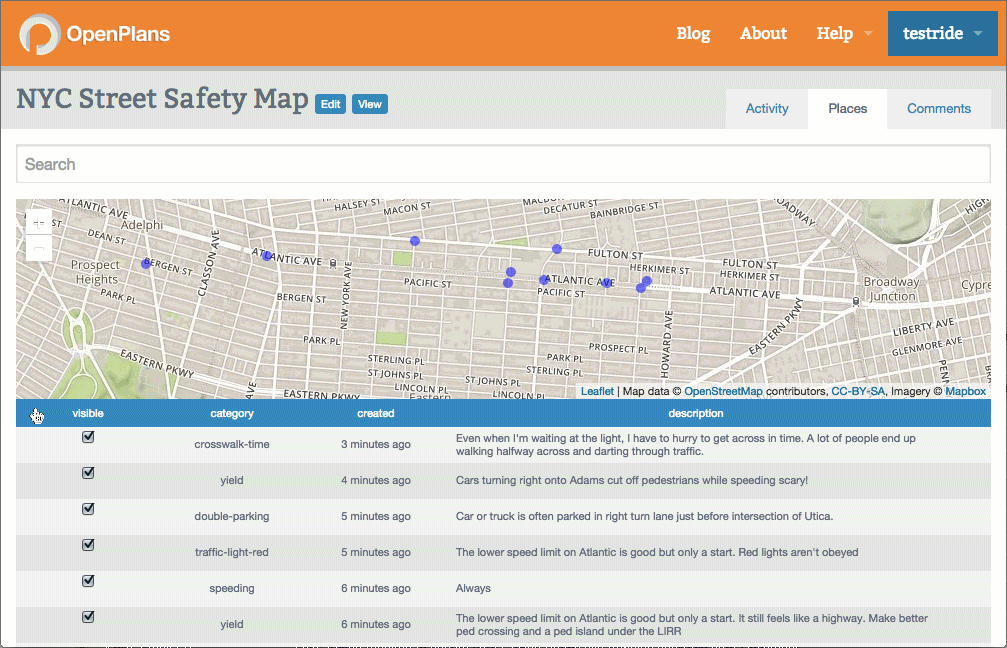 OpenPlans
Blog About Help testride
NYC Street Safety Map Edit View
Activity Places Comments
Search
ATLANTIC AVE
HALSEY ST
MACON ST
DECATUR ST
BAINBRIDGE ST
Adelphi
DEAN ST
CLASSON AVE
ATLANTIC AVE
FULTON ST
Prospect
Heights
BERGEN ST
HERKIMER ST
FULTON ST
HERKIMER ST
PACIFIC ST
ATLANTIC AVE
PACIFIC ST
ATLANTIC AVE
Broadway
Junction
PARK PL
BERGEN ST
NEW YORK AVE
HOWARD AVE
EASTERN PKWY
LIBERTY AVE
GLENMORE AVE
PARK PL
PROSPECT PL
EASTERN PKWY
STERLING PL
PARK PL
ST JOHNS PL
STERLING PL
LINCOLN PL
ST JOHNS PL
EASTERN PKWY
LINCOLN PL
Leaflet | Map data © OpenStreetMap contributors, CC-BY-SA, Imagery © Mapbox
visible category created description
crosswalk-time 3 minutes ago Even when I'm waiting at the light, I have to hurry to get across in time. A lot of people end up
walking halfway across and darting through traffic.
yield 4 minutes ago Cars turning right onto Adams cut off pedestrians while speeding scary!
double-parking 5 minutes ago Car or truck is often parked in right turn lane just before intersection of Utica.
traffic-light-red 5 minutes ago The lower speed limit on Atlantic is good but only a start. Red lights aren't obeyed
speeding 6 minutes ago Always
yield 6 minutes ago The lower speed limit on Atlantic is good but only a start. It still feels like a highway. Make better
ped crossing and a ped island under the LIRR